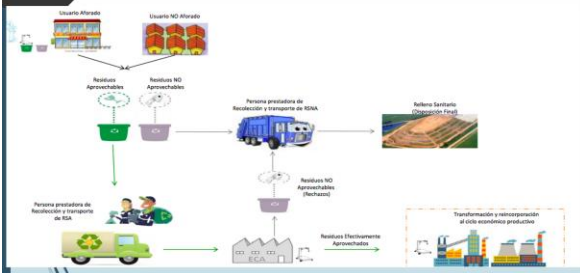 Usuario Aforado
Usuario NO Aforado
Residuos
Aprovechables
Residuos NO
Aprovechables
Persona prestadora de
Recolección y transporte de RSNA
Relleno Sanitario
(Disposición Final)
Residuos NO
Aprovechables
(Rechazos)
Persona prestadora de
Recolección y transporte
de RSA
ECA
Residuos Efectivamente
Aprovechados
Transformación y reincorporación
al ciclo económico productivo